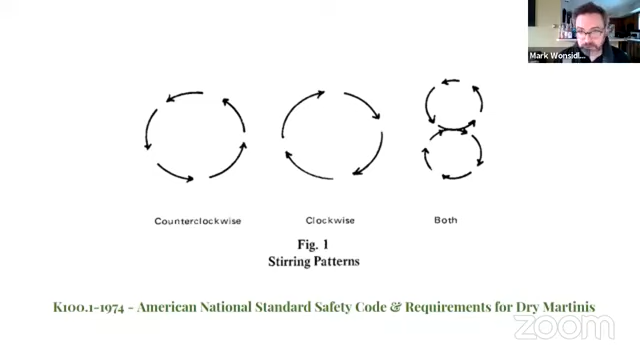 Mark Wonsidl...
Counterclockwise
Clockwise
Both
Fig. 1
Stirring Patterns
K100.1-1974 - American National Standard Safety Code & Requirements for Dry Martinis
zoom